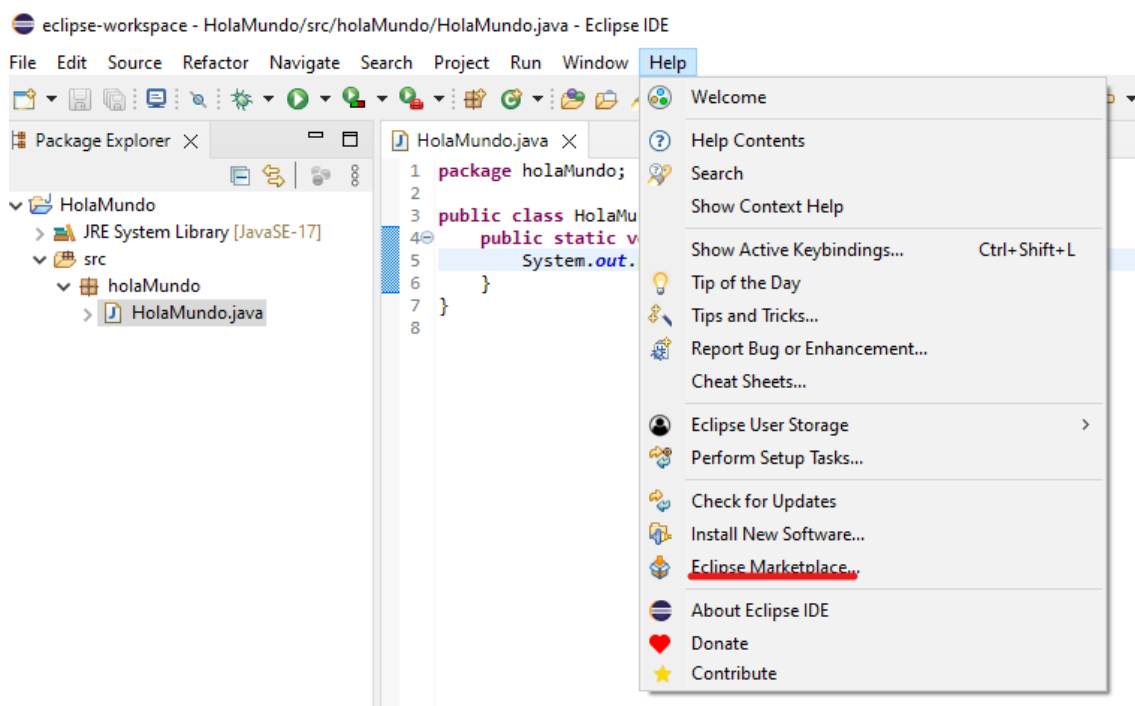 eclipse-workspace - HolaMundo/src/holaMundo/HolaMundo.java - Eclipse IDE
File Edit Source Refactor Navigate Search Project Run Window Help
Package Explorer
HolaMundo
JRE System Library [JavaSE-17]
src
holaMundo
HolaMundo.java
HolaMundo.java
1 package holaMundo;
2
3 public class HolaMu
4 public static v
5 System.out.
6 }
7 }
8
Welcome
Help Contents
Search
Show Context Help
Show Active Keybindings... Ctrl+Shift+L
Tip of the Day
Tips and Tricks...
Report Bug or Enhancement...
Cheat Sheets...
Eclipse User Storage
Perform Setup Tasks...
Check for Updates
Install New Software...
Eclipse Marketplace...
About Eclipse IDE
Donate
Contribute